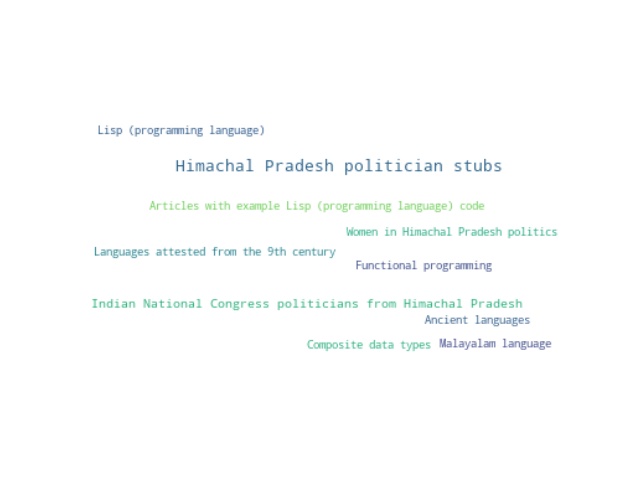 Lisp (programming language)
Himachal Pradesh politician stubs
Articles with example Lisp (programming language) code
Women in Himachal Pradesh politics
Languages attested from the 9th century
Functional programming
Indian National Congress politicians from Himachal Pradesh
Ancient languages
Composite data types Malayalam language